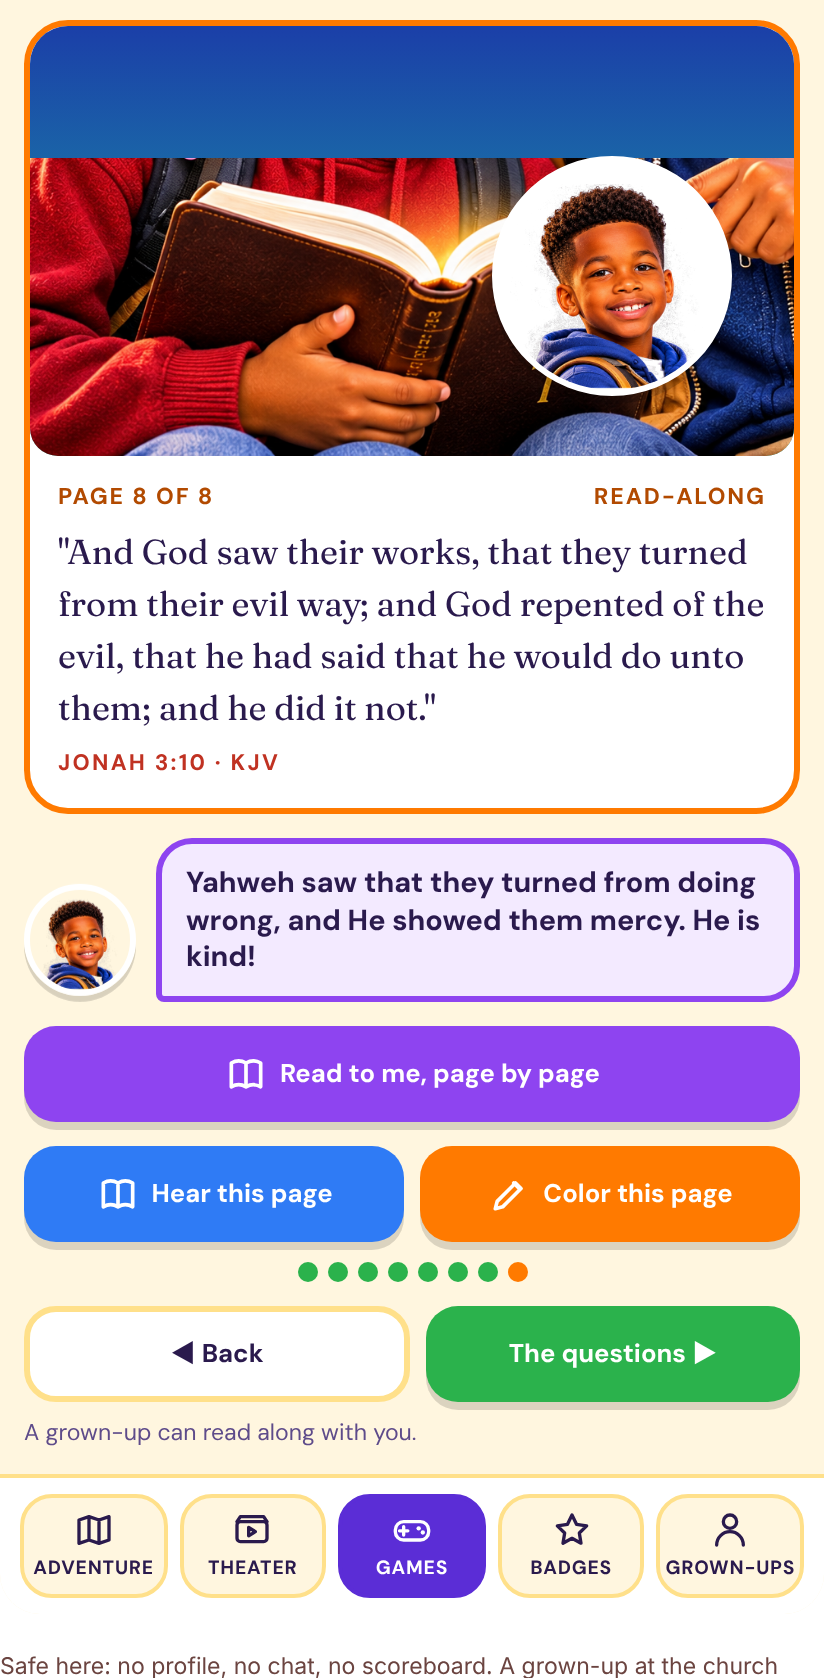 PAGE 8 OF 8
READ-ALONG
"And God saw their works, that they turned
from their evil way; and God repented of the
evil, that he had said that he would do unto
them; and he did it not."
JONAH 3:10 · KJV
Yahweh saw that they turned from doing
wrong, and He showed them mercy. He is
kind!
Read to me, page by page
Hear this page
Color this page
◀ Back
The questions ▶
A grown-up can read along with you.
ADVENTURE
THEATER
GAMES
BADGES
GROWN-UPS
Safe here: no profile, no chat, no scoreboard. A grown-up at the church